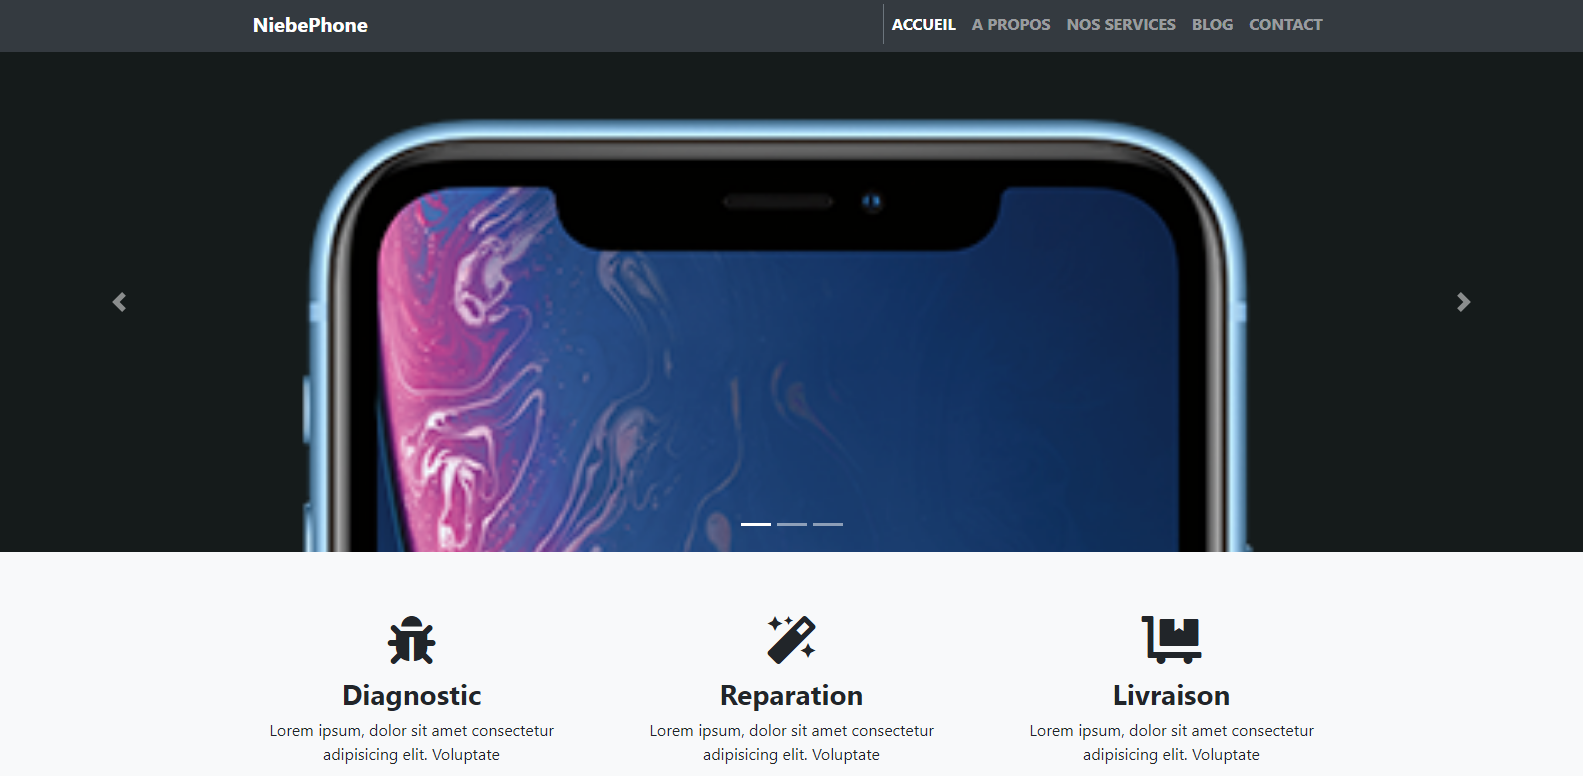 NiebePhone
ACCUEIL A PROPOS NOS SERVICES BLOG CONTACT
Diagnostic
Lorem ipsum, dolor sit amet consectetur
adipisicing elit. Voluptate
Reparation
Lorem ipsum, dolor sit amet consectetur
adipisicing elit. Voluptate
Livraison
Lorem ipsum, dolor sit amet consectetur
adipisicing elit. Voluptate